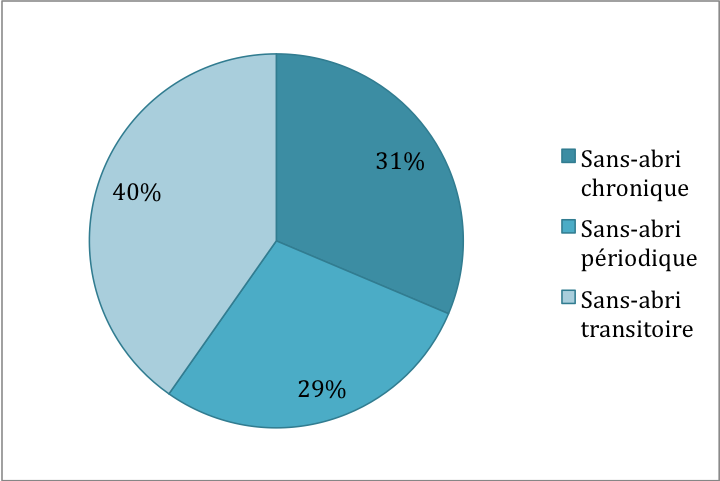 31%
40%
29%
Sans-abri
chronique
Sans-abri
périodique
Sans-abri
transitoire